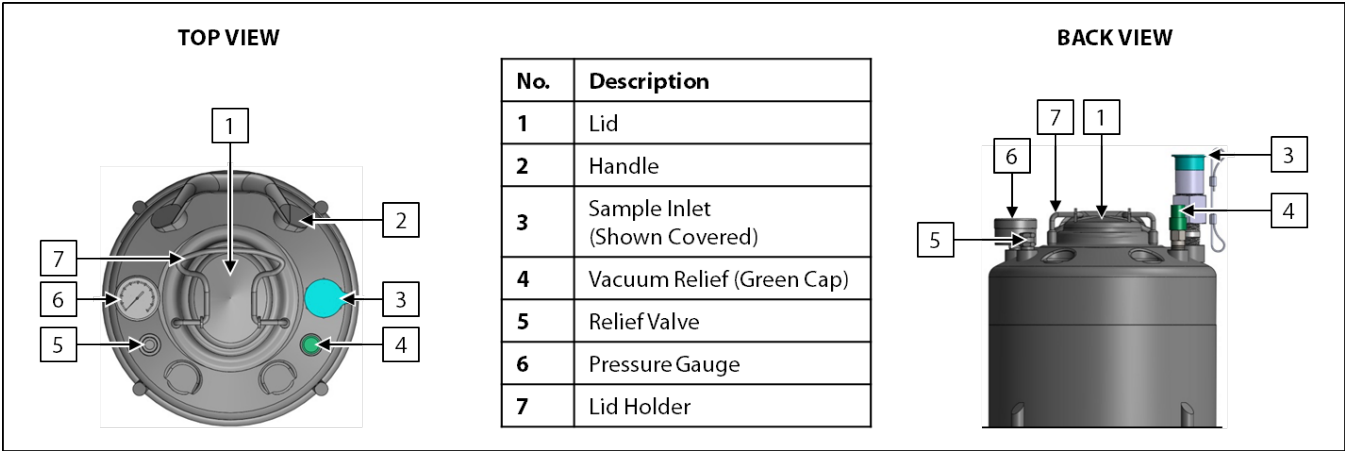 TOP VIEW
1
2
7
6
3
5
4
No. Description
1 Lid
2 Handle
3 Sample Inlet
(Shown Covered)
4 Vacuum Relief (Green Cap)
5 Relief Valve
6 Pressure Gauge
7 Lid Holder
BACK VIEW
7 1
6
3
4
5